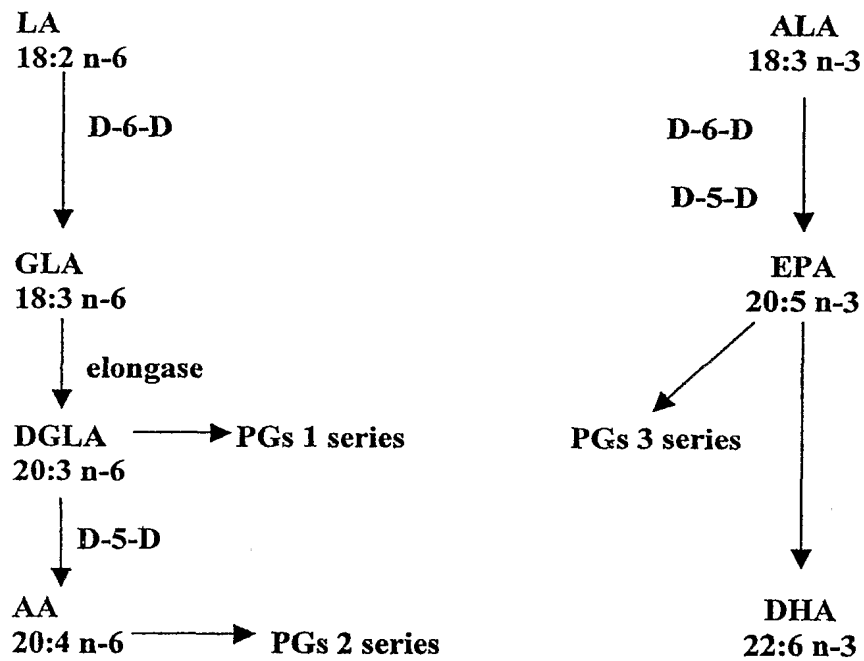 LA
18:2 n-6
D-6-D
GLA
18:3 n-6
elongase
DGLA
20:3 n-6
PGs 1 series
D-5-D
AA
20:4 n-6
PGs 2 series
ALA
18:3 n-3
D-6-D
D-5-D
EPA
20:5 n-3
PGs 3 series
DHA
22:6 n-3